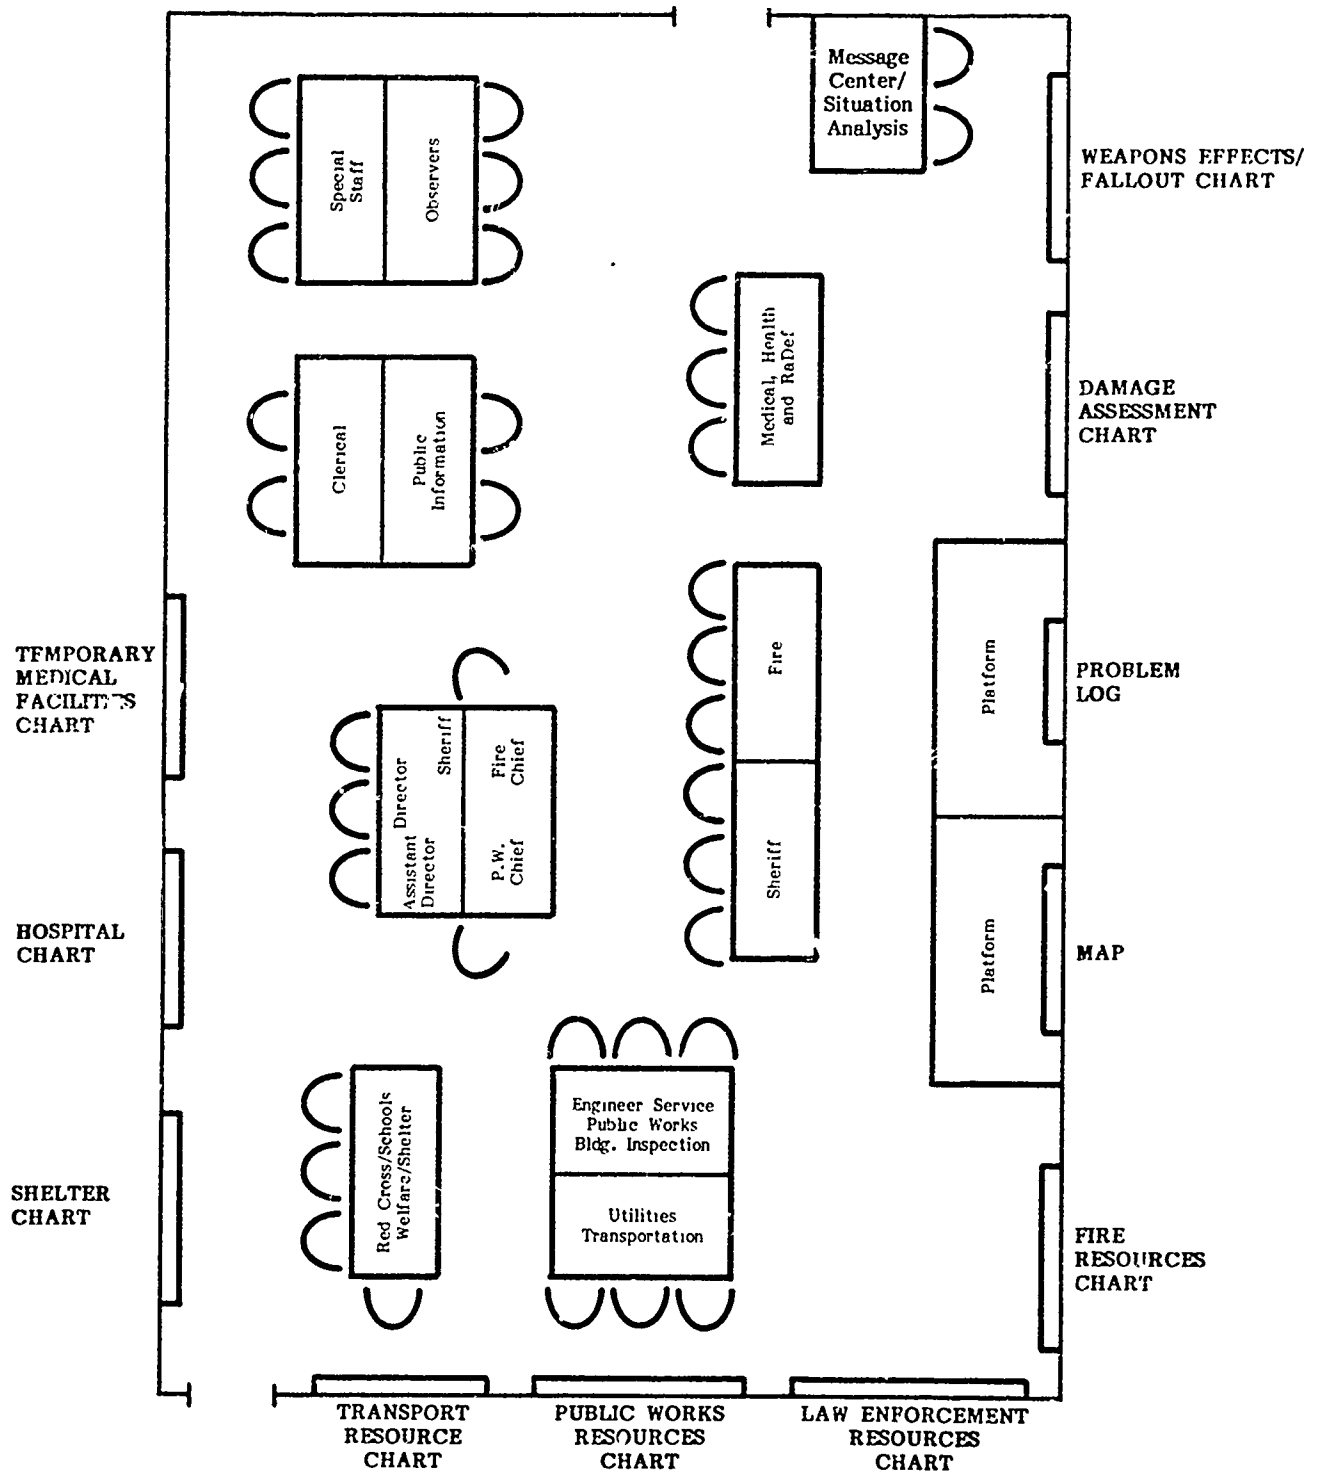 Message
Center/
Situation
Analysis
WEAPONS EFFECTS/
FALLOUT CHART
Special
Staff
Observers
Medical, Health
and RaDef
DAMAGE
ASSESSMENT
CHART
Clerical
Public
Information
TEMPORARY
MEDICAL
FACILITIES
CHART
Sheriff
Director
Assistant
Director
Fire
Chief
P.W.
Chief
Fire
Sheriff
Platform
PROBLEM
LOG
Platform
MAP
HOSPITAL
CHART
SHELTER
CHART
Red Cross/Schools
Welfare/Shelter
Engineer Service
Public Works
Bldg. Inspection
Utilities
Transportation
FIRE
RESOURCES
CHART
TRANSPORT
RESOURCE
CHART
PUBLIC WORKS
RESOURCES
CHART
LAW ENFORCEMENT
RESOURCES
CHART